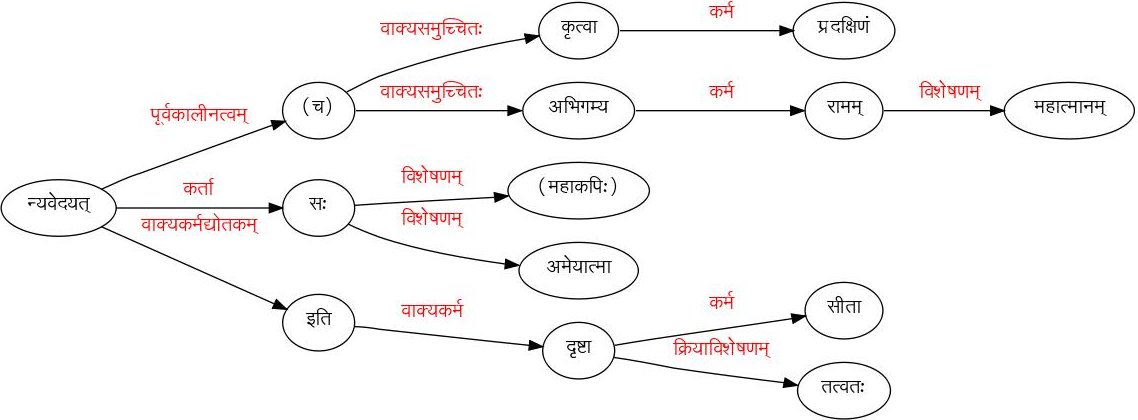 कर्म
वाक्यसमुच्चितः
कृत्वा
प्रदक्षिणं
वाक्यसमुच्चितः
कर्म
विशेषणम्
पूर्वकालीनत्वम्
(च)
अभिगम्य
रामम्
महात्मानम्
विशेषणम्
कर्ता
(महाकपिः)
न्यवेदयत्
सः
विशेषणम्
वाक्यकर्मद्योतकम्
अमेयात्मा
वाक्यकर्म
कर्म
सीता
इति
दृष्टा
क्रियाविशेषणम्
तत्वतः